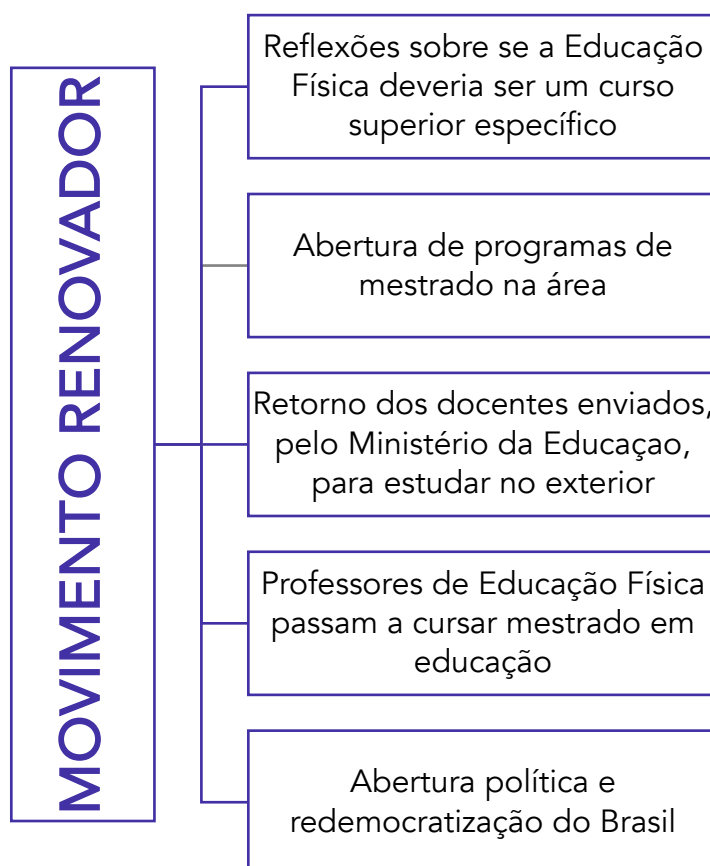 MOVIMENTO RENOVADOR
Reflexões sobre se a Educação
Física deveria ser um curso
superior específico
Abertura de programas de
mestrado na área
Retorno dos docentes enviados,
pelo Ministério da Educaçao,
para estudar no exterior
Professores de Educação Física
passam a cursar mestrado em
educação
Abertura política e
redemocratização do Brasil